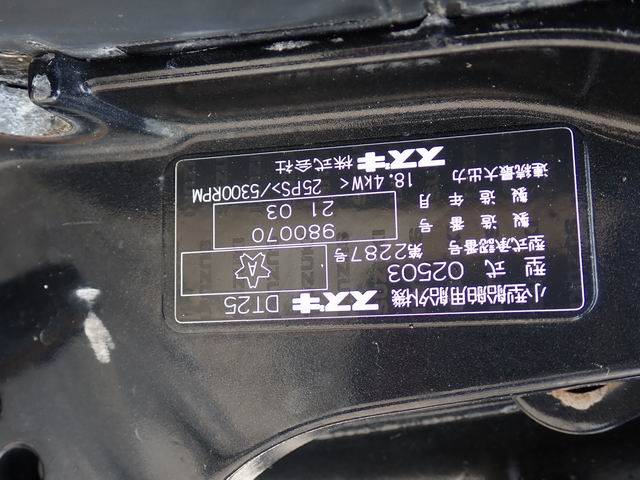 小型船舶用船外機 スズキ DT25
型式 02503
型式承認番号 第2287号
製造番号 980070
製造年月 21 03
連続最大出力 18.4kW<25PS>/5300RPM
スズキ株式会社